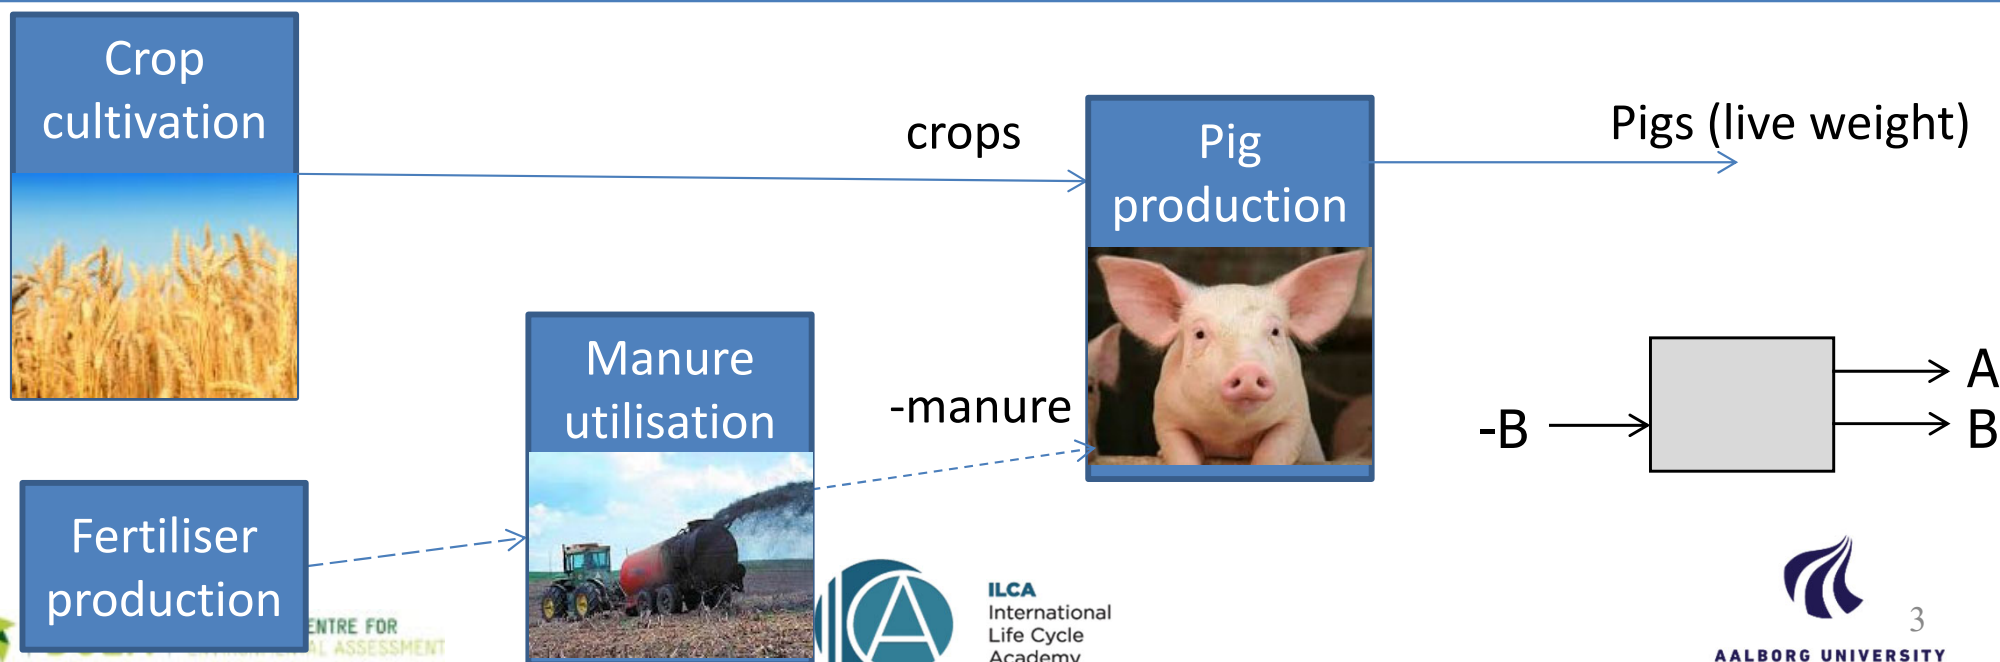 Crop
cultivation
crops
Pig
production
Pigs (live weight)
Manure
utilisation
-manure
A
-B
B
Fertiliser
production
ENTRE FOR
AL ASSESSMENT
ILCA
International
Life Cycle
Academy
3
AALBORG UNIVERSITY